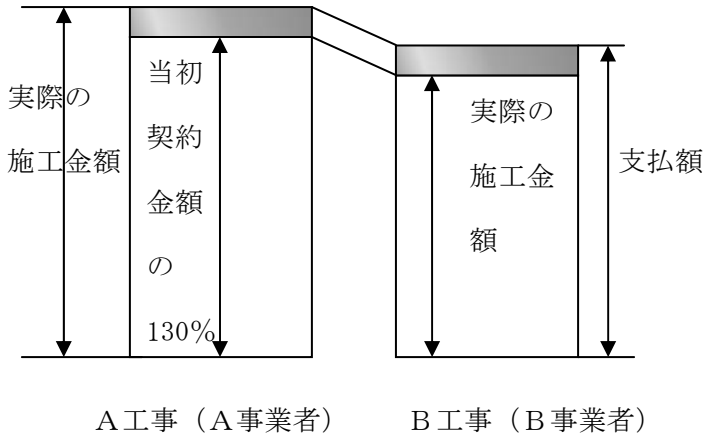 実際の
施工金額
当初
契約
金額
の
130%
実際の
施工金
額
支払額
A工事（A事業者）
B工事（B事業者）